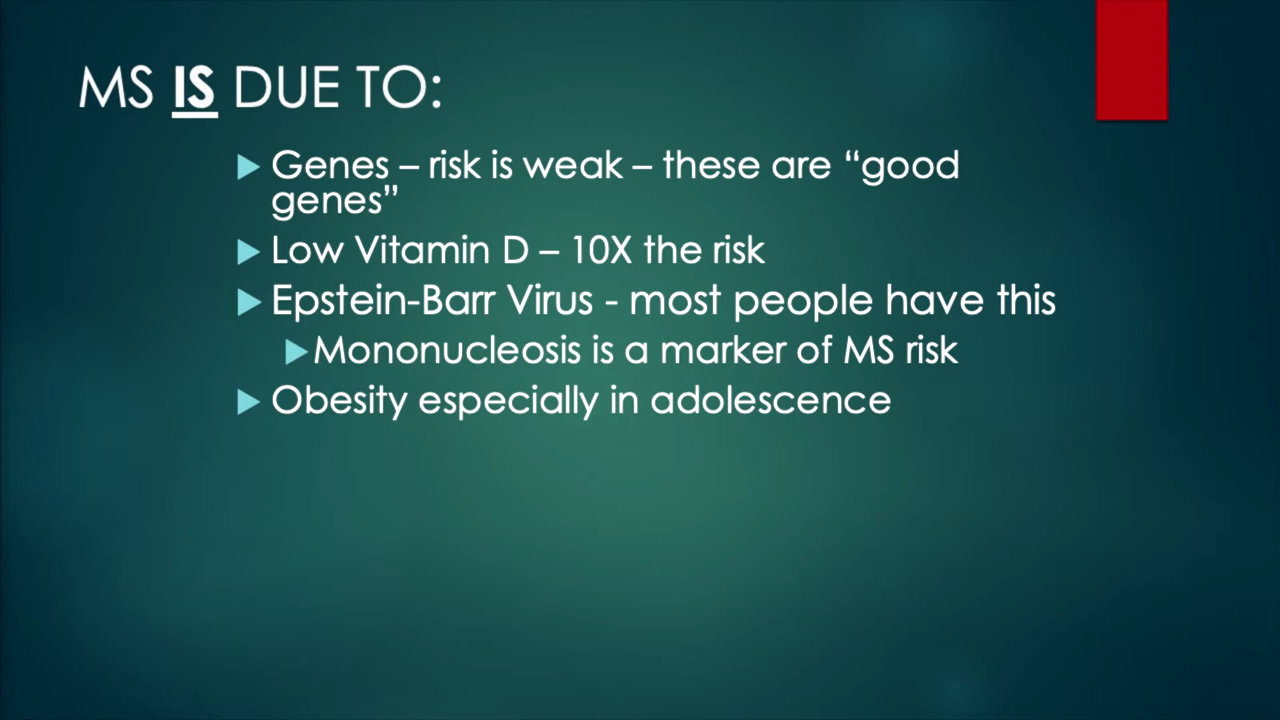 MS IS DUE TO:
Genes – risk is weak – these are “good
genes”
Low Vitamin D – 10X the risk
Epstein-Barr Virus - most people have this
Mononucleosis is a marker of MS risk
Obesity especially in adolescence